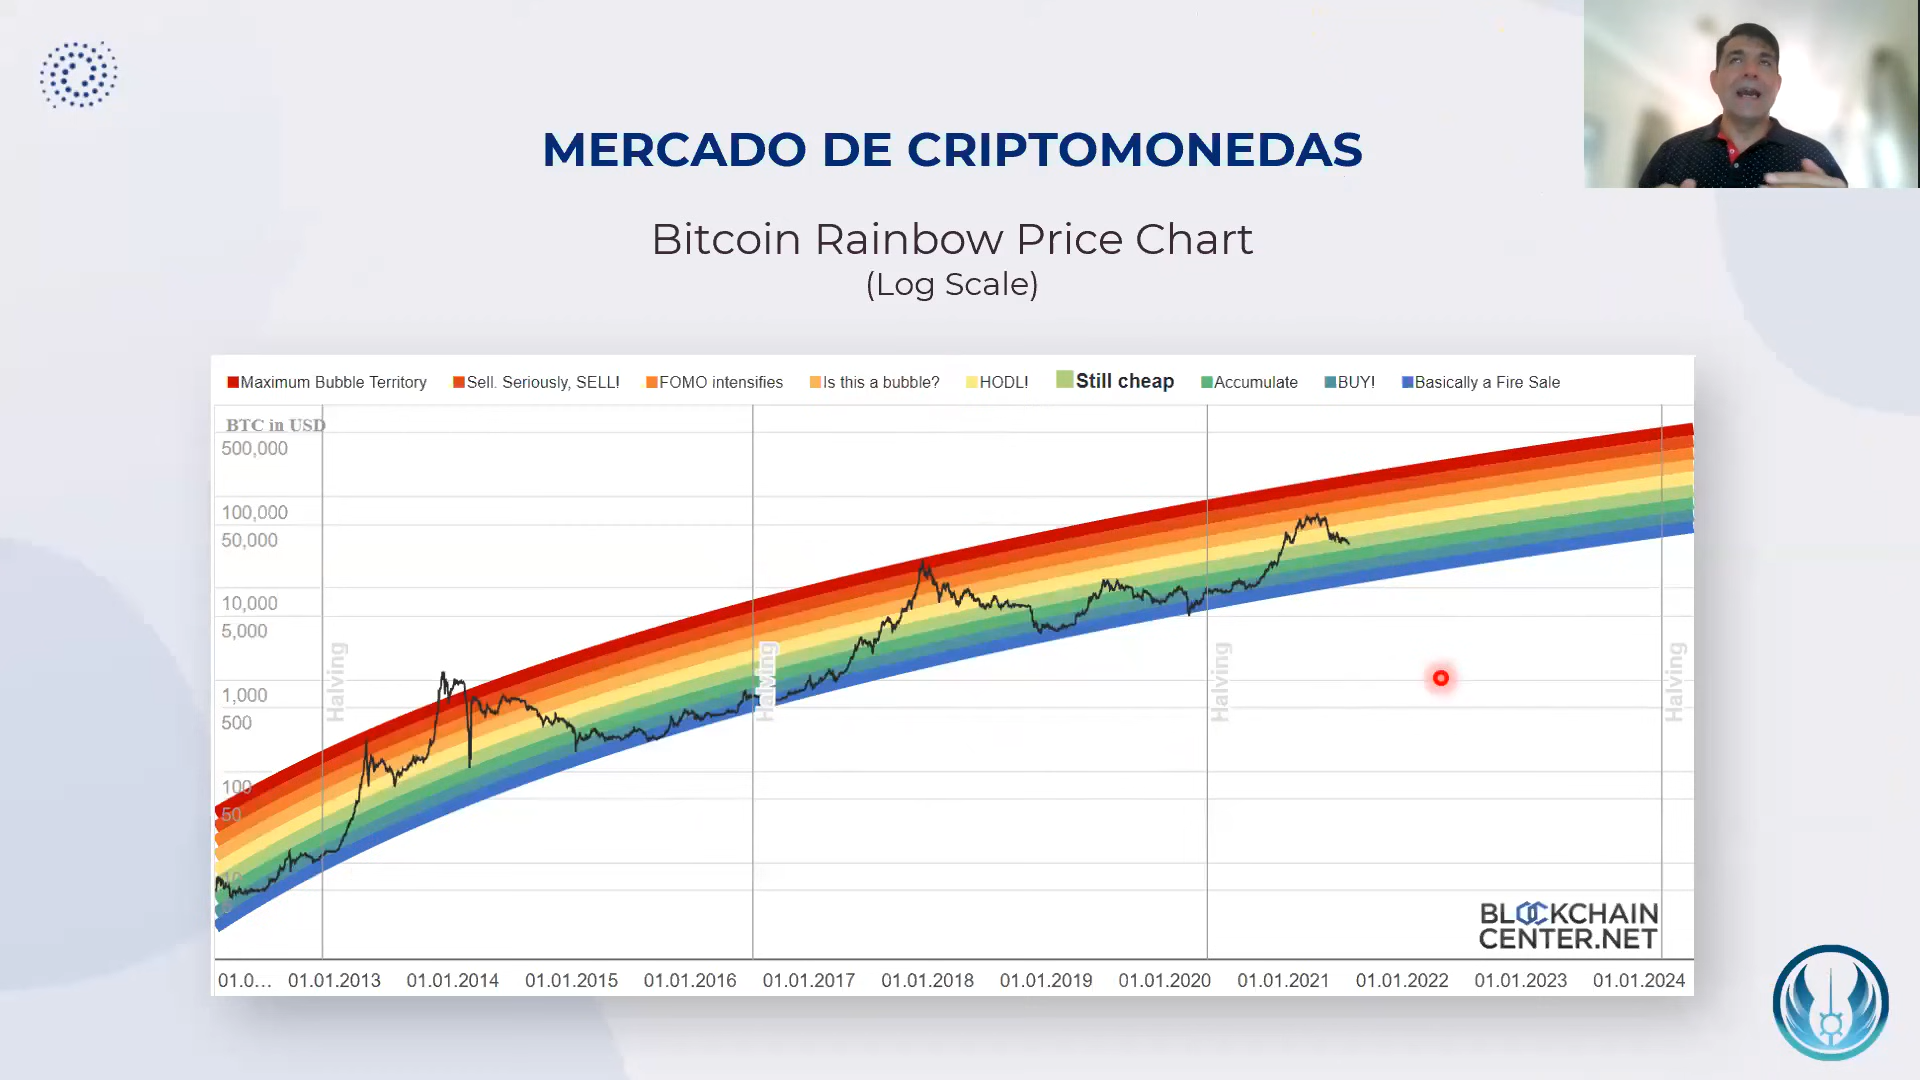 MERCADO DE CRIPTOMONEDAS
Bitcoin Rainbow Price Chart
(Log Scale)
Maximum Bubble Territory Sell. Seriously, SELL! FOMO intensifies Is this a bubble? HODL! Still cheap Accumulate BUY! Basically a Fire Sale
BTC in USD
500,000
100,000
50,000
10,000
5,000
1,000
500
100
50
10
Halving
Halving
Halving
Halving
BLOCKCHAIN
CENTER.NET
01.0... 01.01.2013 01.01.2014 01.01.2015 01.01.2016 01.01.2017 01.01.2018 01.01.2019 01.01.2020 01.01.2021 01.01.2022 01.01.2023 01.01.2024